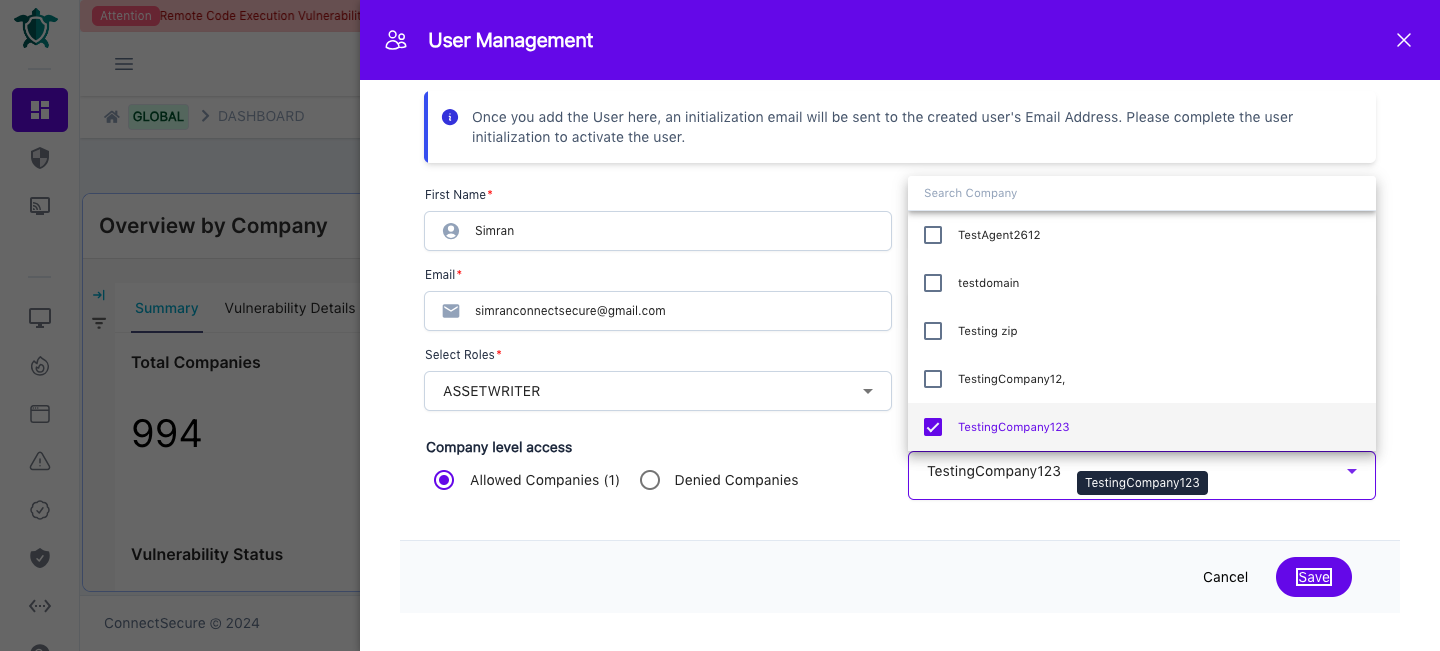 Attention Remote Code Execution Vulnerabilit
GLOBAL DASHBOARD
Overview by Company
Summary Vulnerability Details
Total Companies
994
Vulnerability Status
ConnectSecure © 2024
User Management
Once you add the User here, an initialization email will be sent to the created user's Email Address. Please complete the user
initialization to activate the user.
First Name*
Simran
Email*
simranconnectsecure@gmail.com
Select Roles*
ASSETWRITER
Company level access
Allowed Companies (1) Denied Companies
Search Company
TestAgent2612
testdomain
Testing zip
TestingCompany12,
TestingCompany123
TestingCompany123
TestingCompany123
Cancel Save